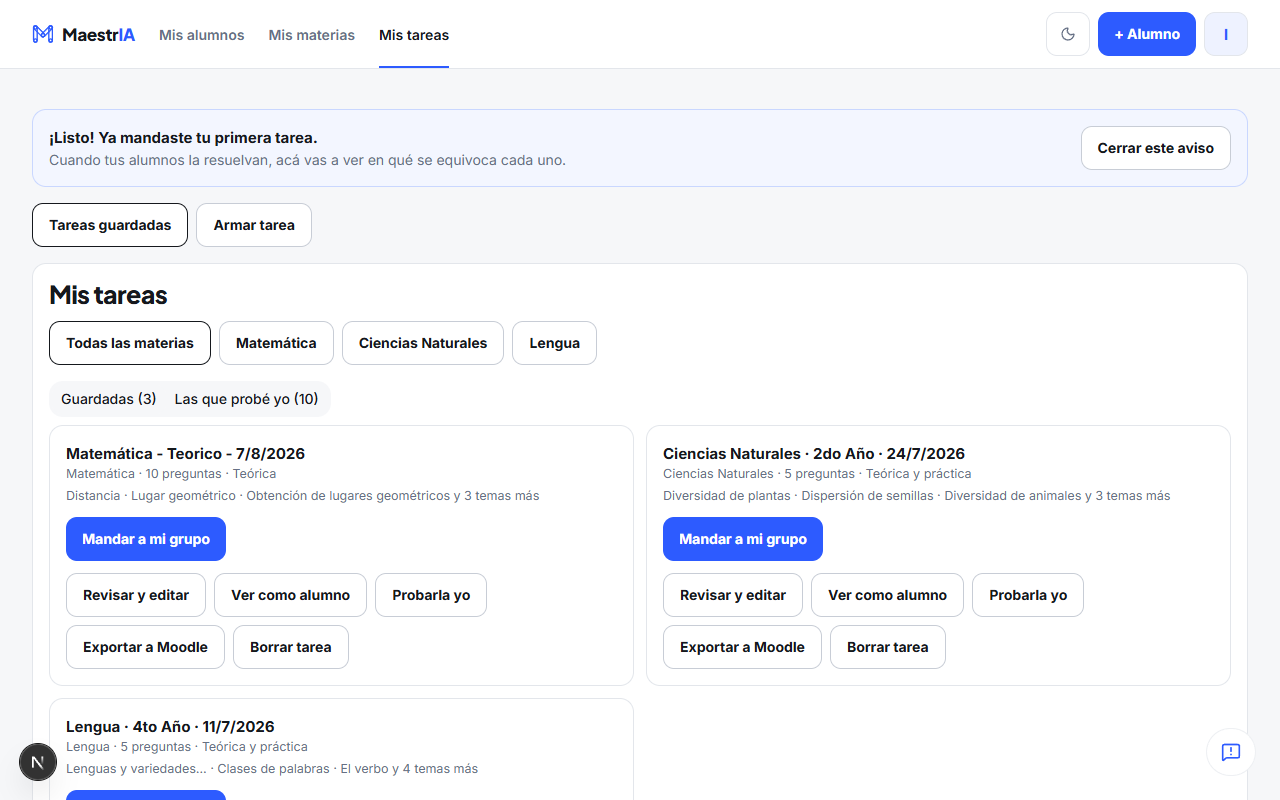 MaestrIA
Mis alumnos
Mis materias
Mis tareas
+ Alumno
I
¡Listo! Ya mandaste tu primera tarea.
Cuando tus alumnos la resuelvan, acá vas a ver en qué se equivoca cada uno.
Cerrar este aviso
Tareas guardadas
Armar tarea
Mis tareas
Todas las materias
Matemática
Ciencias Naturales
Lengua
Guardadas (3)
Las que probé yo (10)
Matemática - Teorico - 7/8/2026
Matemática · 10 preguntas · Teórica
Distancia · Lugar geométrico · Obtención de lugares geométricos y 3 temas más
Mandar a mi grupo
Revisar y editar
Ver como alumno
Probarla yo
Exportar a Moodle
Borrar tarea
Ciencias Naturales · 2do Año · 24/7/2026
Ciencias Naturales · 5 preguntas · Teórica y práctica
Diversidad de plantas · Dispersión de semillas · Diversidad de animales y 3 temas más
Mandar a mi grupo
Revisar y editar
Ver como alumno
Probarla yo
Exportar a Moodle
Borrar tarea
Lengua · 4to Año · 11/7/2026
Lengua · 5 preguntas · Teórica y práctica
Lenguas y variedades... · Clases de palabras · El verbo y 4 temas más
N